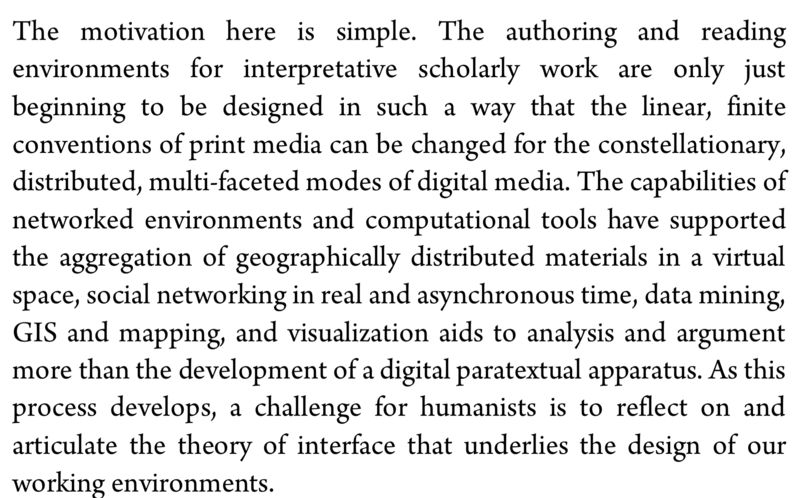 The motivation here is simple. The authoring and reading
environments for interpretative scholarly work are only just
beginning to be designed in such a way that the linear, finite
conventions of print media can be changed for the constellationary,
distributed, multi-faceted modes of digital media. The capabilities of
networked environments and computational tools have supported
the aggregation of geographically distributed materials in a virtual
space, social networking in real and asynchronous time, data mining,
GIS and mapping, and visualization aids to analysis and argument
more than the development of a digital paratextual apparatus. As this
process develops, a challenge for humanists is to reflect on and
articulate the theory of interface that underlies the design of our
working environments.